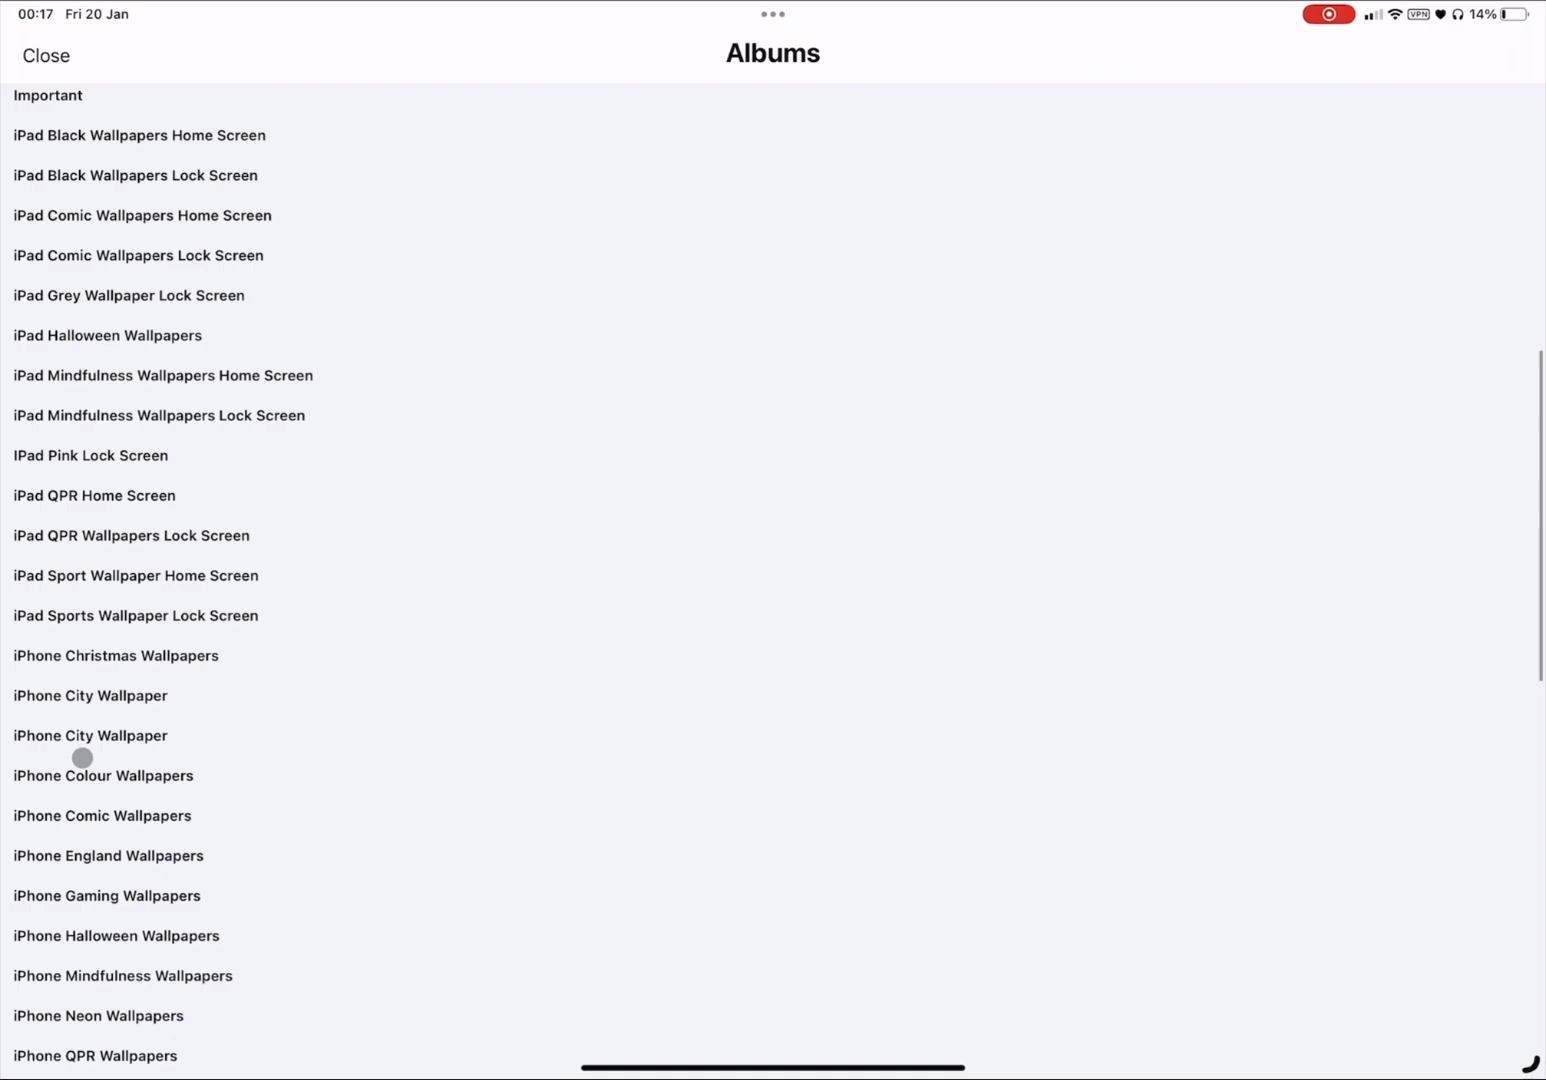 00:17 Fri 20 Jan
VPN 14%
Close
Albums
Important
iPad Black Wallpapers Home Screen
iPad Black Wallpapers Lock Screen
iPad Comic Wallpapers Home Screen
iPad Comic Wallpapers Lock Screen
iPad Grey Wallpaper Lock Screen
iPad Halloween Wallpapers
iPad Mindfulness Wallpapers Home Screen
iPad Mindfulness Wallpapers Lock Screen
IPad Pink Lock Screen
iPad QPR Home Screen
iPad QPR Wallpapers Lock Screen
iPad Sport Wallpaper Home Screen
iPad Sports Wallpaper Lock Screen
iPhone Christmas Wallpapers
iPhone City Wallpaper
iPhone City Wallpaper
iPhone Colour Wallpapers
iPhone Comic Wallpapers
iPhone England Wallpapers
iPhone Gaming Wallpapers
iPhone Halloween Wallpapers
iPhone Mindfulness Wallpapers
iPhone Neon Wallpapers
iPhone QPR Wallpapers